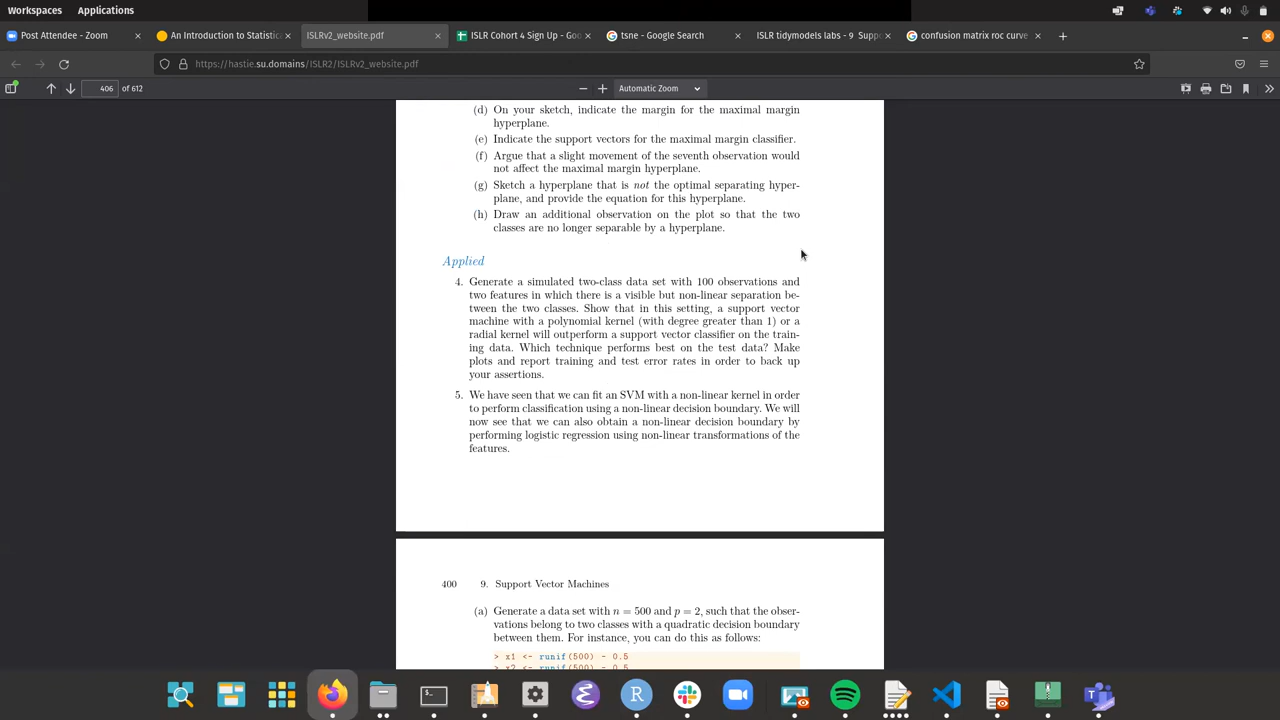 Workspaces Applications
Post Attendee - Zoom
An Introduction to Statistic
ISLRv2_website.pdf
ISLR Cohort 4 Sign Up - Goo
tsne - Google Search
ISLR tidymodels labs - 9 Supp
confusion matrix roc curve
https://hastie.su.domains/ISLR2/ISLRv2_website.pdf
406 of 612
Automatic Zoom
(d) On your sketch, indicate the margin for the maximal margin
hyperplane.
(e) Indicate the support vectors for the maximal margin classifier.
(f) Argue that a slight movement of the seventh observation would
not affect the maximal margin hyperplane.
(g) Sketch a hyperplane that is not the optimal separating hyper-
plane, and provide the equation for this hyperplane.
(h) Draw an additional observation on the plot so that the two
classes are no longer separable by a hyperplane.
Applied
4. Generate a simulated two-class data set with 100 observations and
two features in which there is a visible but non-linear separation be-
tween the two classes. Show that in this setting, a support vector
machine with a polynomial kernel (with degree greater than 1) or a
radial kernel will outperform a support vector classifier on the train-
ing data. Which technique performs best on the test data? Make
plots and report training and test error rates in order to back up
your assertions.
5. We have seen that we can fit an SVM with a non-linear kernel in order
to perform classification using a non-linear decision boundary. We will
now see that we can also obtain a non-linear decision boundary by
performing logistic regression using non-linear transformations of the
features.
400 9. Support Vector Machines
(a) Generate a data set with n = 500 and p = 2, such that the obser-
vations belong to two classes with a quadratic decision boundary
between them. For instance, you can do this as follows:
> x1 <- runif(500) - 0.5
> x2 <- runif(500) - 0.5